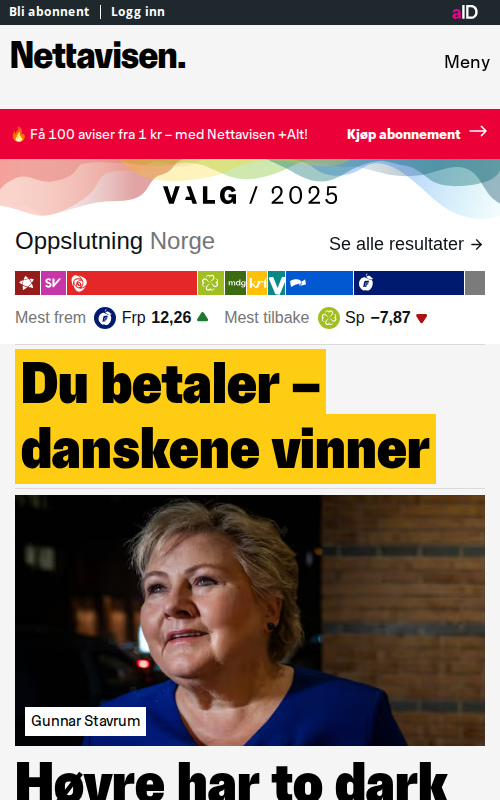 Bli abonnent | Logg inn
aID
Nettavisen.
Meny
🔥 Få 100 aviser fra 1 kr – med Nettavisen +Alt!
Kjøp abonnement →
VALG / 2025
Oppslutning Norge
Se alle resultater →
SV
mdg
krf
V
Mest frem Frp 12,26 ▲ Mest tilbake Sp −7,87 ▼
Du betaler –
danskene vinner
Gunnar Stavrum
Høyre har to dark